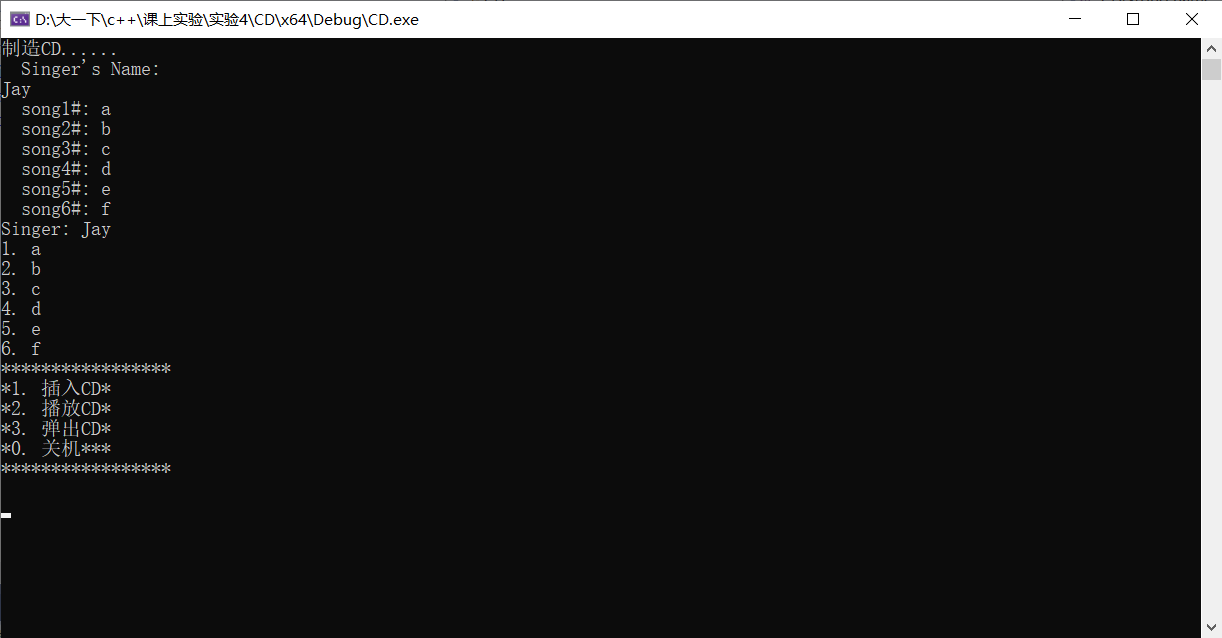 D:\大一下\c++\课上实验\实验4\CD\x64\Debug\CD.exe
制造CD......
Singer's Name:
Jay
song1#: a
song2#: b
song3#: c
song4#: d
song5#: e
song6#: f
Singer: Jay
1. a
2. b
3. c
4. d
5. e
6. f
*****************
*1. 插入CD*
*2. 播放CD*
*3. 弹出CD*
*0. 关机***
*****************